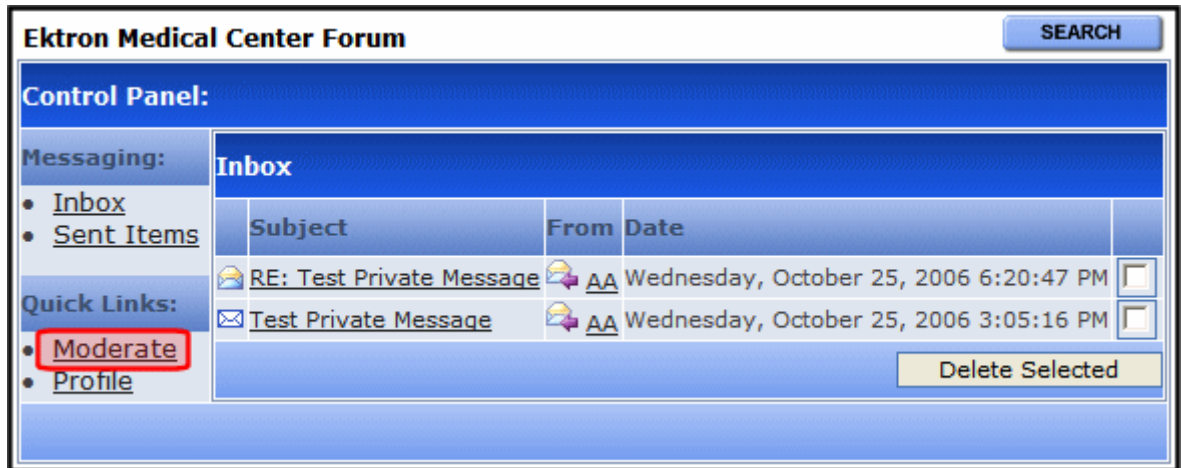 Ektron Medical Center Forum
SEARCH
Control Panel:
Messaging:
Inbox
Sent Items
Quick Links:
Moderate
Profile
Inbox
Subject From Date
RE: Test Private Message AA Wednesday, October 25, 2006 6:20:47 PM
Test Private Message AA Wednesday, October 25, 2006 3:05:16 PM
Delete Selected